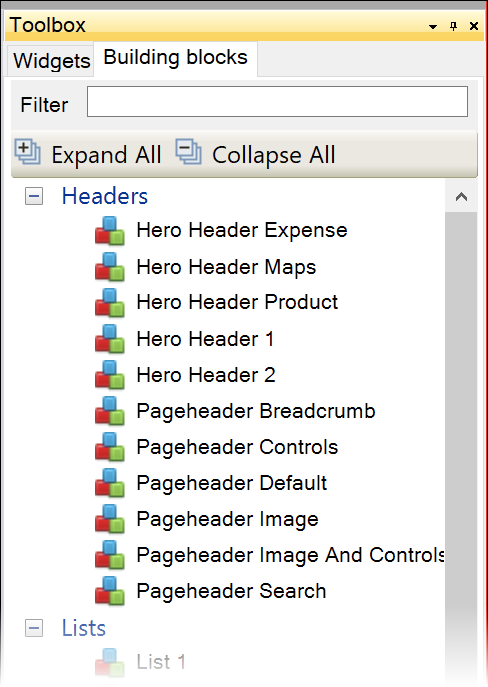 Toolbox
Widgets Building blocks
Filter
Expand All Collapse All
Headers
Hero Header Expense
Hero Header Maps
Hero Header Product
Hero Header 1
Hero Header 2
Pageheader Breadcrumb
Pageheader Controls
Pageheader Default
Pageheader Image
Pageheader Image And Controls
Pageheader Search
Lists
List 1